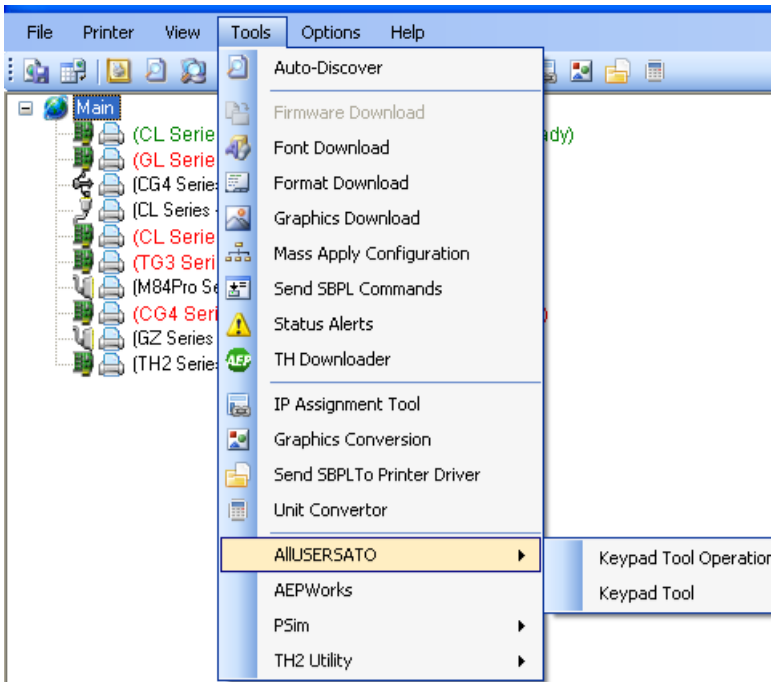 File Printer View Tools Options Help
Auto-Discover
Firmware Download
Font Download
Format Download
Graphics Download
Mass Apply Configuration
Send SBPL Commands
Status Alerts
AEP TH Downloader
IP Assignment Tool
Graphics Conversion
Send SBPLTo Printer Driver
Unit Convertor
AllUSERSATO
AEPWorks
PSim
TH2 Utility
Keypad Tool Operation
Keypad Tool
Main
(CL Serie ady)
(GL Serie
(CG4 Serie
(CL Series -
(CL Serie
(TG3 Seri
(M84Pro Se
(CG4 Seri )
(GZ Series
(TH2 Serie